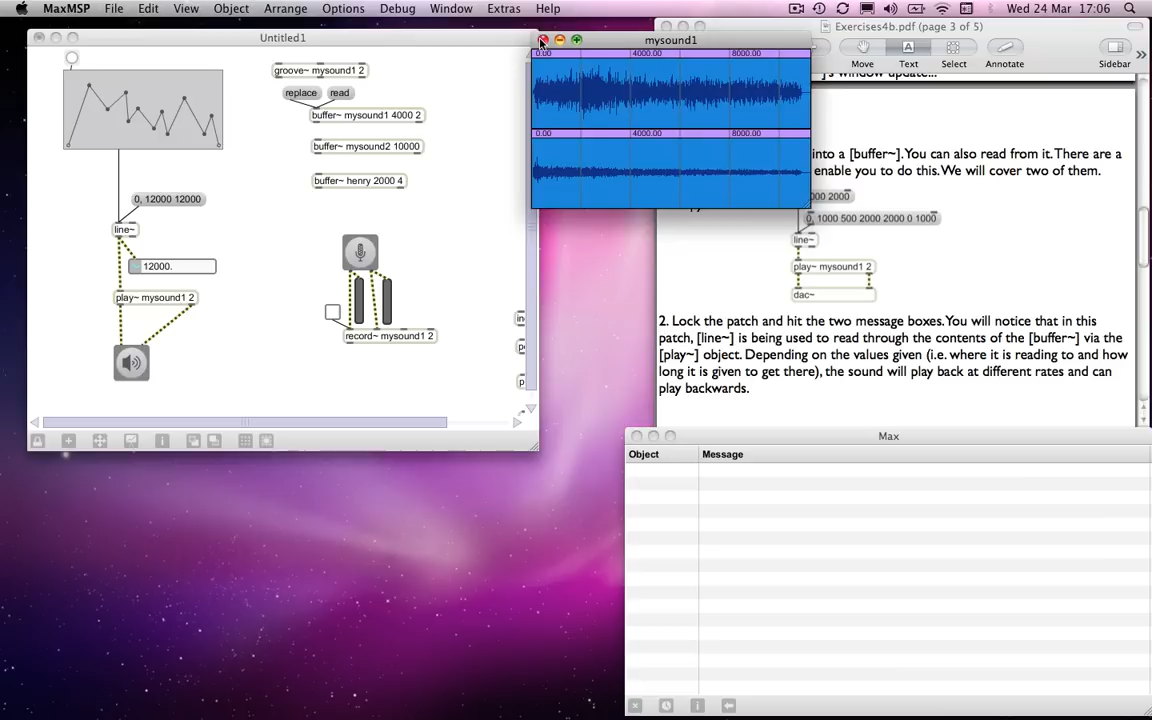 MaxMSP File Edit View Object Arrange Options Debug Window Extras Help Wed 24 Mar 17:06
Untitled1
groove~ mysound1 2
replace read
buffer~ mysound1 4000 2
buffer~ mysound2 10000
buffer~ henry 2000 4
0, 12000 12000
line~
12000.
play~ mysound1 2
record~ mysound1 2
mysound1
0.00 4000.00 8000.00
0.00 4000.00 8000.00
Exercises4b.pdf (page 3 of 5)
Move Text Select Annotate Sidebar
's window update...
into a [buffer~]. You can also read from it. There are a
enable you to do this. We will cover two of them.
000 2000
0, 1000 500 2000 2000 0 1000
line~
play~ mysound1 2
dac~
2. Lock the patch and hit the two message boxes. You will notice that in this
patch, [line~] is being used to read through the contents of the [buffer~] via the
[play~] object. Depending on the values given (i.e. where it is reading to and how
long it is given to get there), the sound will play back at different rates and can
play backwards.
Max
Object Message